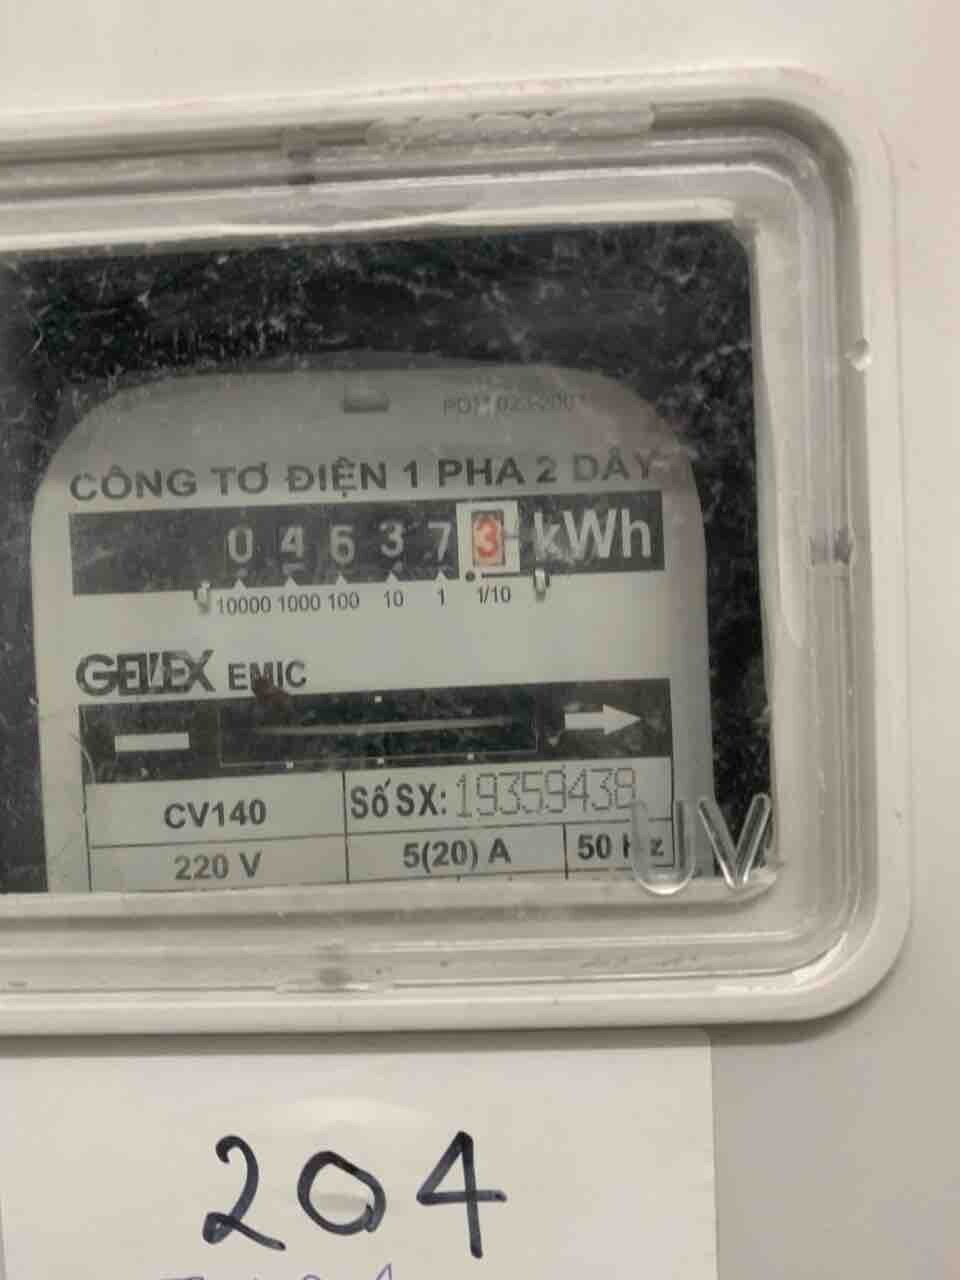 CÔNG TƠ ĐIỆN 1 PHA 2 DÂY
0 4 6 3 7 3 kWh
10000 1000 100 10 1 1/10
GELEX EMIC
CV140 Số SX: 19359438
220 V 5(20) A 50 Hz
UV
204